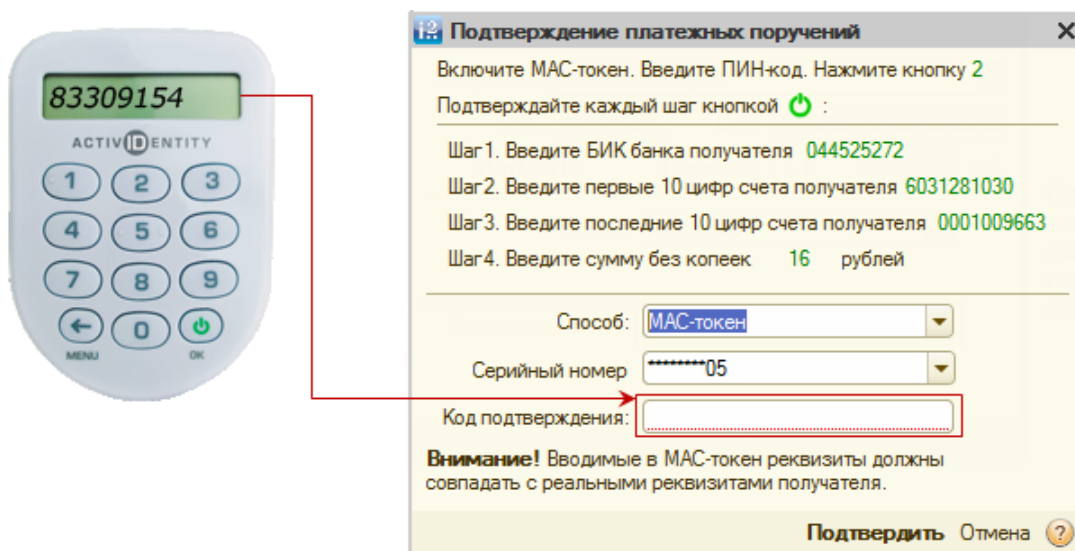 83309154
ACTIVIDENTITY
1 2 3
4 5 6
7 8 9
0
MENU OK
i2 Подтверждение платежных поручений
Включите МАС-токен. Введите ПИН-код. Нажмите кнопку 2
Подтверждайте каждый шаг кнопкой :
Шаг1. Введите БИК банка получателя 044525272
Шаг2. Введите первые 10 цифр счета получателя 6031281030
Шаг3. Введите последние 10 цифр счета получателя 0001009663
Шаг4. Введите сумму без копеек 16 рублей
Способ: МАС-токен
Серийный номер ********05
Код подтверждения:
Внимание! Вводимые в МАС-токен реквизиты должны
совпадать с реальными реквизитами получателя.
Подтвердить Отмена ?